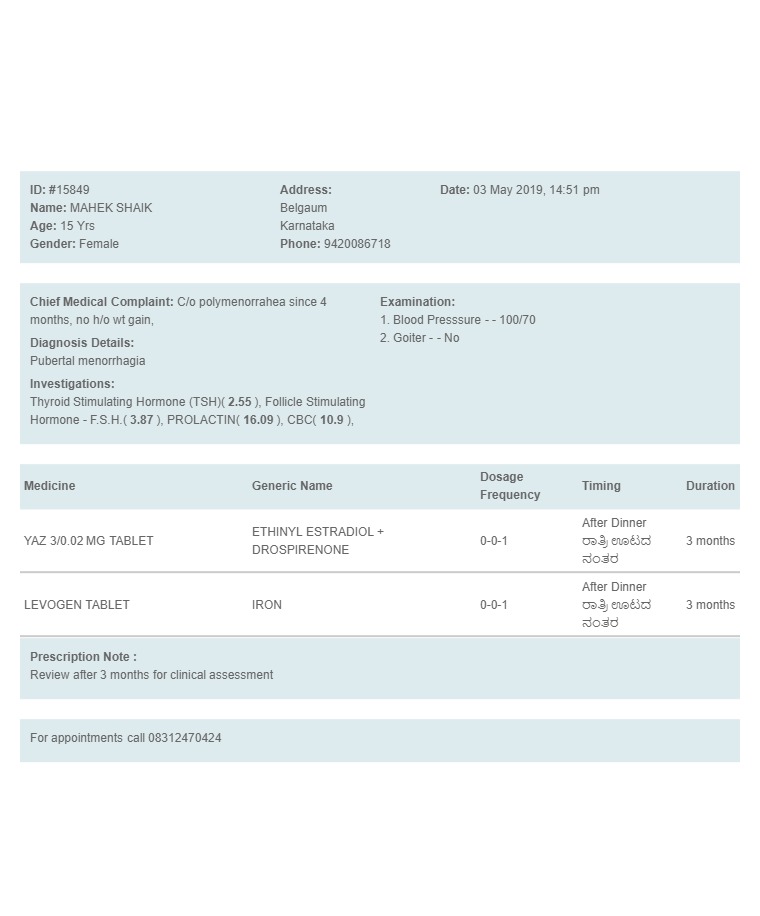 ID: #15849
Name: MAHEK SHAIK
Age: 15 Yrs
Gender: Female
Address:
Belgaum
Karnataka
Phone: 9420086718
Date: 03 May 2019, 14:51 pm
Chief Medical Complaint: C/o polymenorrahea since 4
months, no h/o wt gain,
Diagnosis Details:
Pubertal menorrhagia
Investigations:
Thyroid Stimulating Hormone (TSH)( 2.55 ), Follicle Stimulating
Hormone - F.S.H.( 3.87 ), PROLACTIN( 16.09 ), CBC( 10.9 ),
Examination:
1. Blood Presssure - - 100/70
2. Goiter - - No
Medicine Generic Name Dosage Frequency Timing Duration
YAZ 3/0.02 MG TABLET ETHINYL ESTRADIOL + DROSPIRENONE 0-0-1 After Dinner ರಾತ್ರಿ ಊಟದ ನಂತರ 3 months
LEVOGEN TABLET IRON 0-0-1 After Dinner ರಾತ್ರಿ ಊಟದ ನಂತರ 3 months
Prescription Note :
Review after 3 months for clinical assessment
For appointments call 08312470424